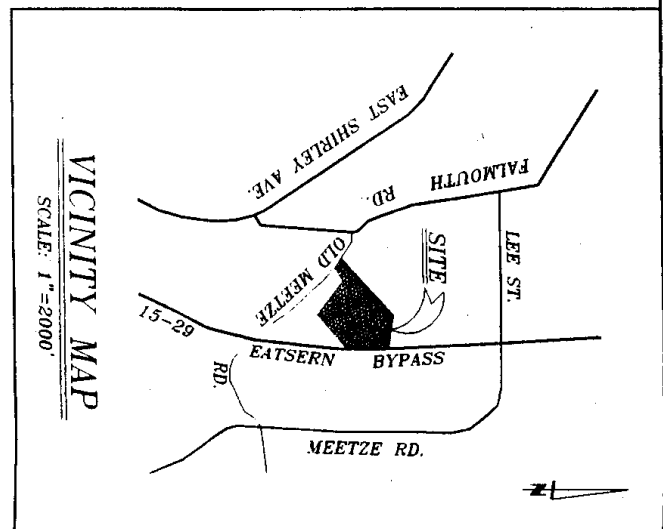 VICINITY MAP
SCALE: 1"=2000'
EAST SHIRLEY AVE.
FALMOUTH
RD.
OLD MEETZE
SITE
LEE ST.
15-29
EATSERN BYPASS
RD.
MEETZE RD.
N